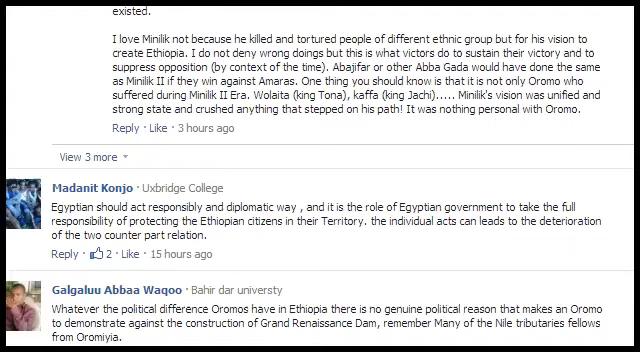 existed.
I love Minilik not because he killed and tortured people of different ethnic group but for his vision to
create Ethiopia. I do not deny wrong doings but this is what victors do to sustain their victory and to
suppress opposition (by context of the time). Abajifar or other Abba Gada would have done the same
as Minilik II if they win against Amaras. One thing you should know is that it is not only Oromo who
suffered during Minilik II Era. Wolaita (king Tona), kaffa (king Jachi)..... Minilik's vision was unified and
strong state and crushed anything that stepped on his path! It was nothing personal with Oromo.
Reply · Like · 3 hours ago
View 3 more
Madanit Konjo · Uxbridge College
Egyptian should act responsibly and diplomatic way , and it is the role of Egyptian government to take the full
responsibility of protecting the Ethiopian citizens in their Territory. the individual acts can leads to the deterioration
of the two counter part relation.
Reply · 2 · Like · 15 hours ago
Galgaluu Abbaa Waqoo · Bahir dar universty
Whatever the political difference Oromos have in Ethiopia there is no genuine political reason that makes an Oromo
to demonstrate against the construction of Grand Renaissance Dam, remember Many of the Nile tributaries fellows
from Oromiyia.